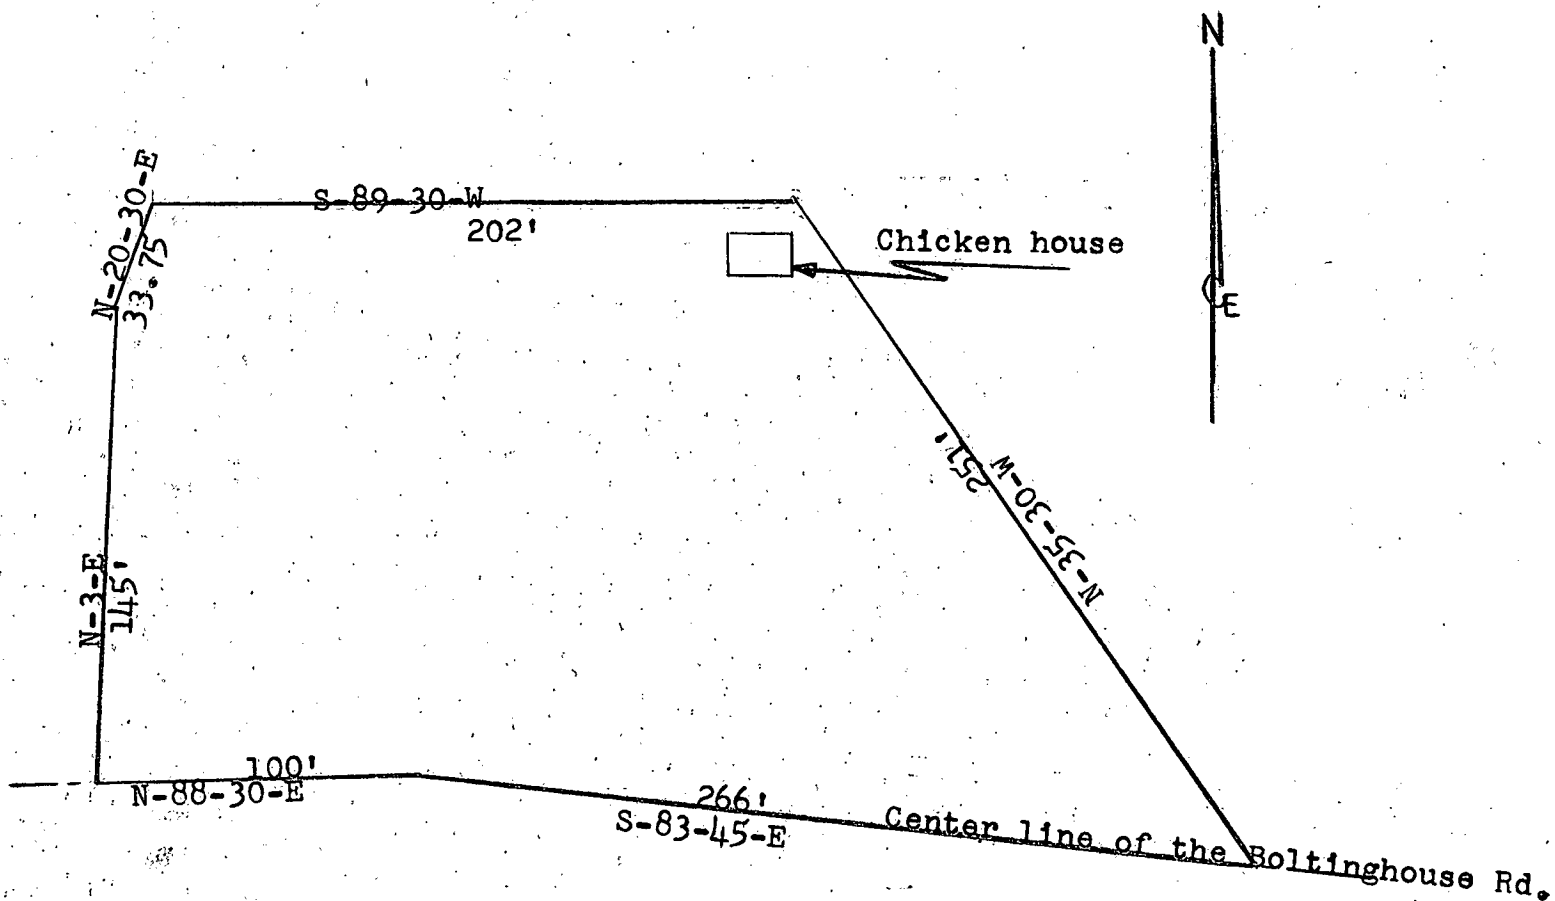 N
N-20-30-E
33.75
S-89-30-W
202'
Chicken house
E
251'
N-35-30-W
N-3-E
145'
100'
N-88-30-E
266'
S-83-45-E
Center line of the Boltinghouse Rd.